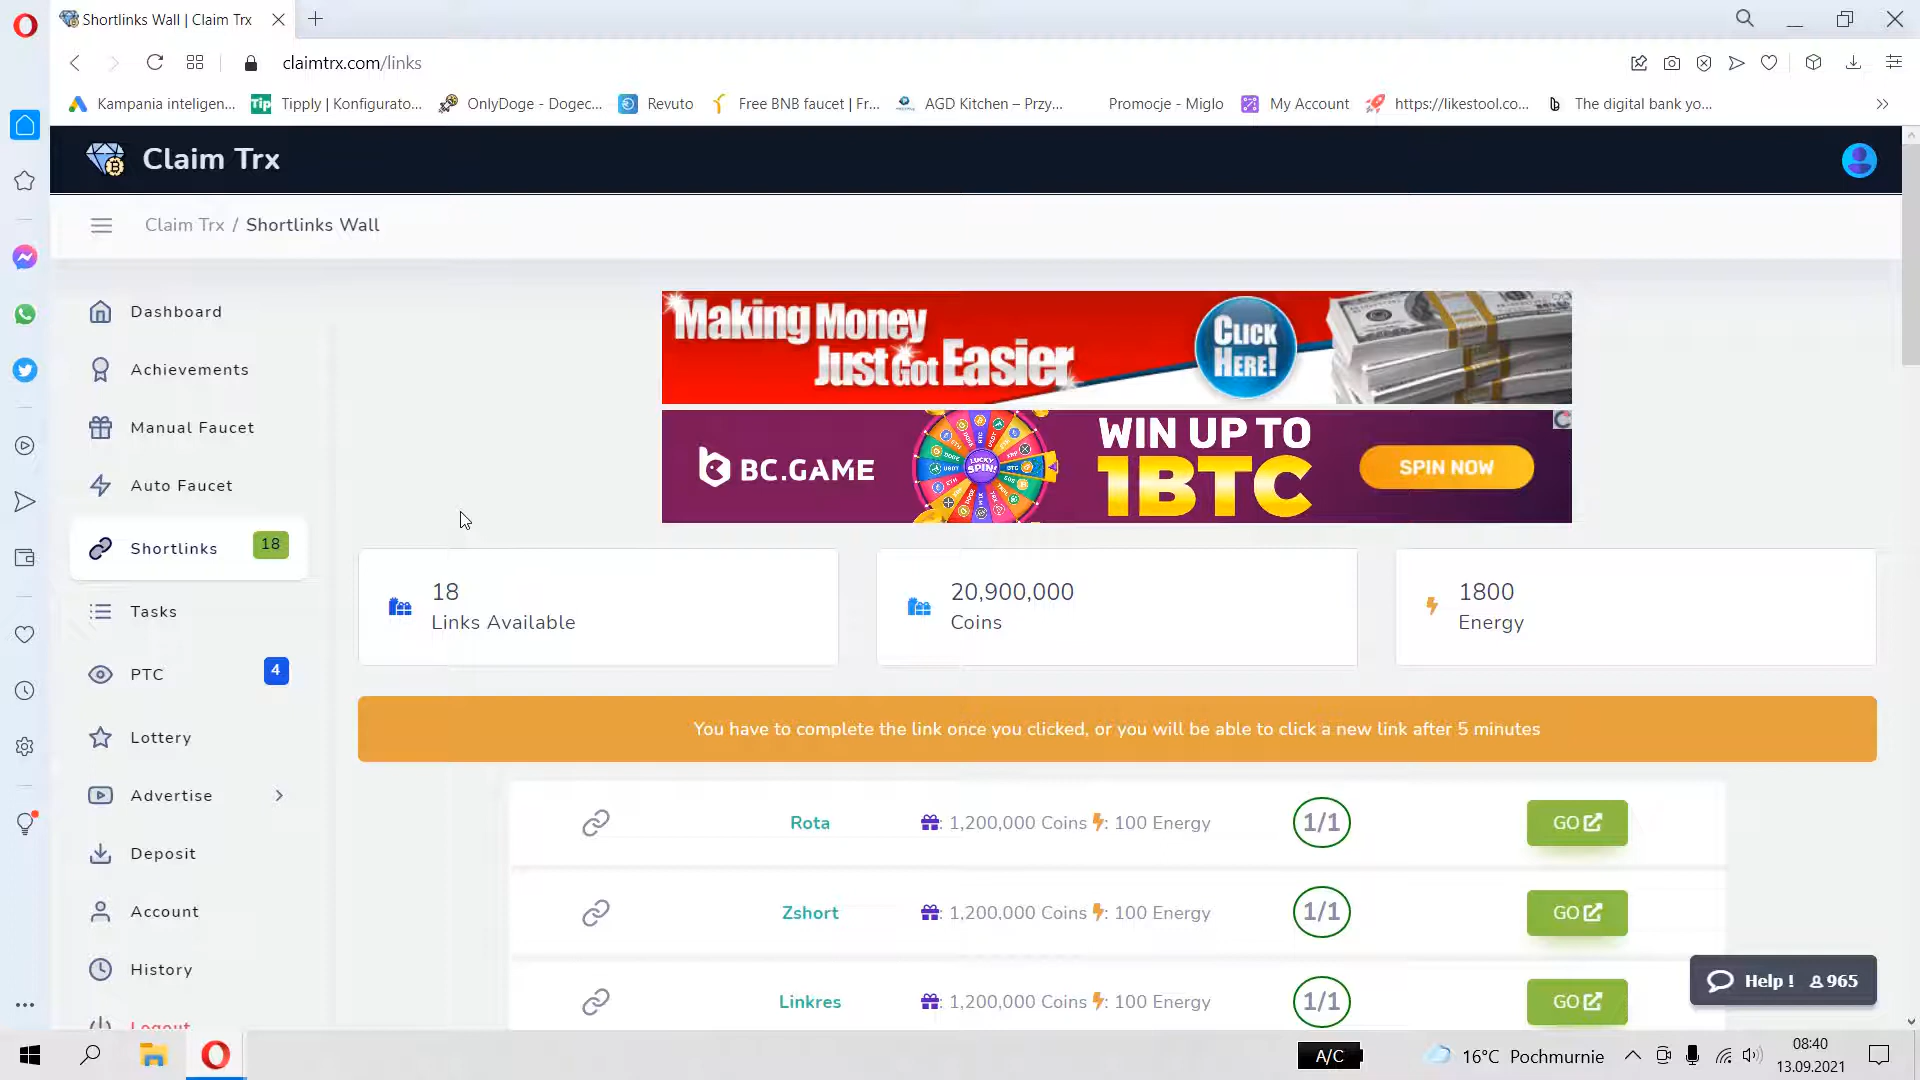 Shortlinks Wall | Claim Trx
claimtrx.com/links
Kampania inteligen... Tip Tipply | Konfigurato... OnlyDoge - Dogec... Revuto Free BNB faucet | Fr... AGD Kitchen – Przy... Promocje - Miglo My Account https://likestool.co... The digital bank yo...
Claim Trx
Claim Trx / Shortlinks Wall
Dashboard
Achievements
Manual Faucet
Auto Faucet
Shortlinks 18
Tasks
PTC 4
Lottery
Advertise
Deposit
Account
History
Logout
Making Money
Just Got Easier
CLICK
HERE!
BC.GAME
LUCKY
SPIN!
WIN UP TO
1BTC
SPIN NOW
18
Links Available
20,900,000
Coins
1800
Energy
You have to complete the link once you clicked, or you will be able to click a new link after 5 minutes
Rota : 1,200,000 Coins : 100 Energy 1/1 GO
Zshort : 1,200,000 Coins : 100 Energy 1/1 GO
Linkres : 1,200,000 Coins : 100 Energy 1/1 GO
Help ! 965
A/C
16°C Pochmurnie
08:40
13.09.2021